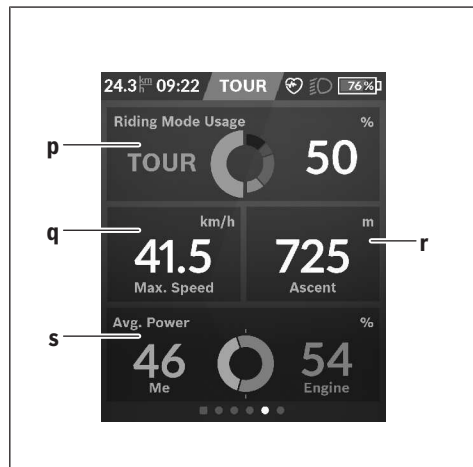 24.3 km/h 09:22 TOUR 76 %
Riding Mode Usage %
p
TOUR 50
q
km/h m
r
41.5 725
Max. Speed Ascent
Avg. Power %
s
46 54
Me Engine